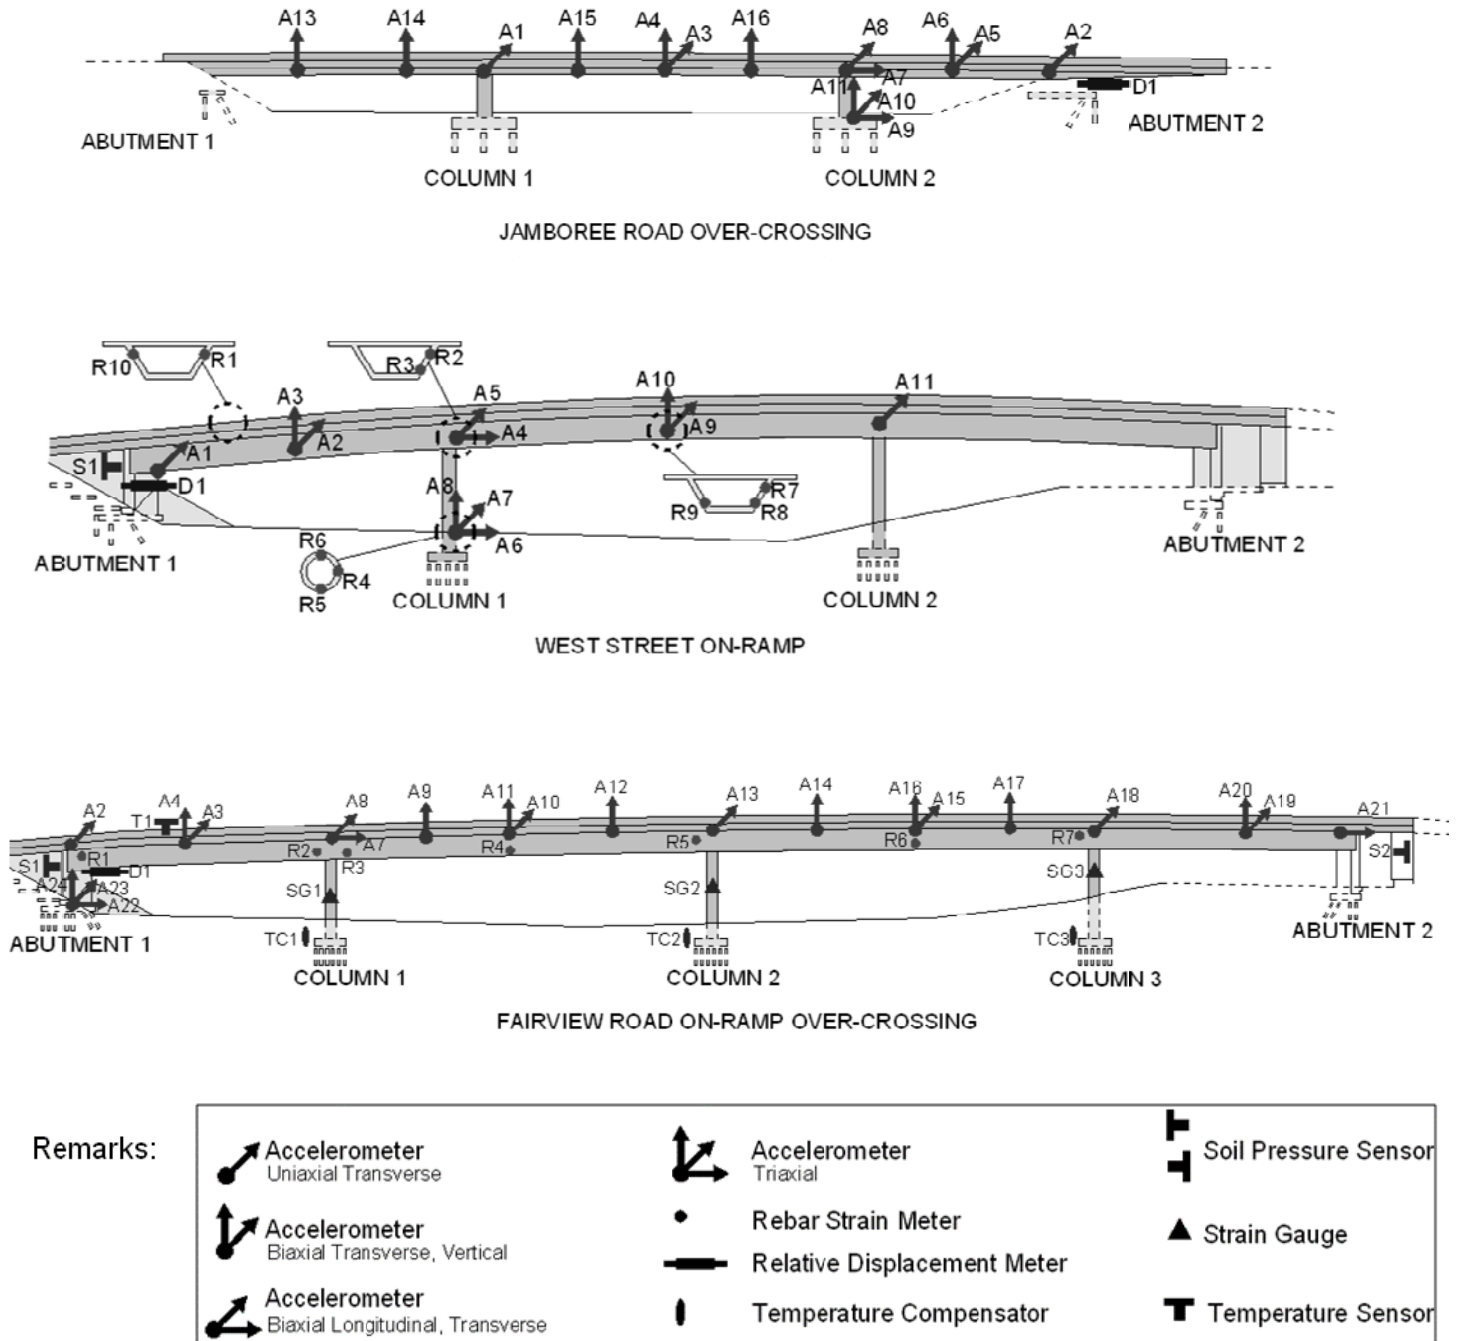 A13 A14 A1 A15 A4 A3 A16 A8 A6 A5 A2
A11 A7 D1
A10
A9
ABUTMENT 1 ABUTMENT 2
COLUMN 1 COLUMN 2
JAMBOREE ROAD OVER-CROSSING
R10 R1 R3 R2
A3 A5 A10 A11
A1 A2 A4 A9
S1 D1 A8 A7 R9 R8 R7
R6 A6
ABUTMENT 1 R4 ABUTMENT 2
R5 COLUMN 1 COLUMN 2
WEST STREET ON-RAMP
A2 A4 A3 A8 A9 A11 A10 A12 A13 A14 A16 A15 A17 A18 A20 A19 A21
T1
S1 R1 R2 A7 R4 R5 R6 R7 S2
A24 A23 D1 R3
A22 SG1 SG2 SG3
ABUTMENT 1 TC1 TC2 TC3 ABUTMENT 2
COLUMN 1 COLUMN 2 COLUMN 3
FAIRVIEW ROAD ON-RAMP OVER-CROSSING
Remarks:
Accelerometer
Uniaxial Transverse
Accelerometer
Biaxial Transverse, Vertical
Accelerometer
Biaxial Longitudinal, Transverse
Accelerometer
Triaxial
Rebar Strain Meter
Relative Displacement Meter
Temperature Compensator
Soil Pressure Sensor
Strain Gauge
Temperature Sensor